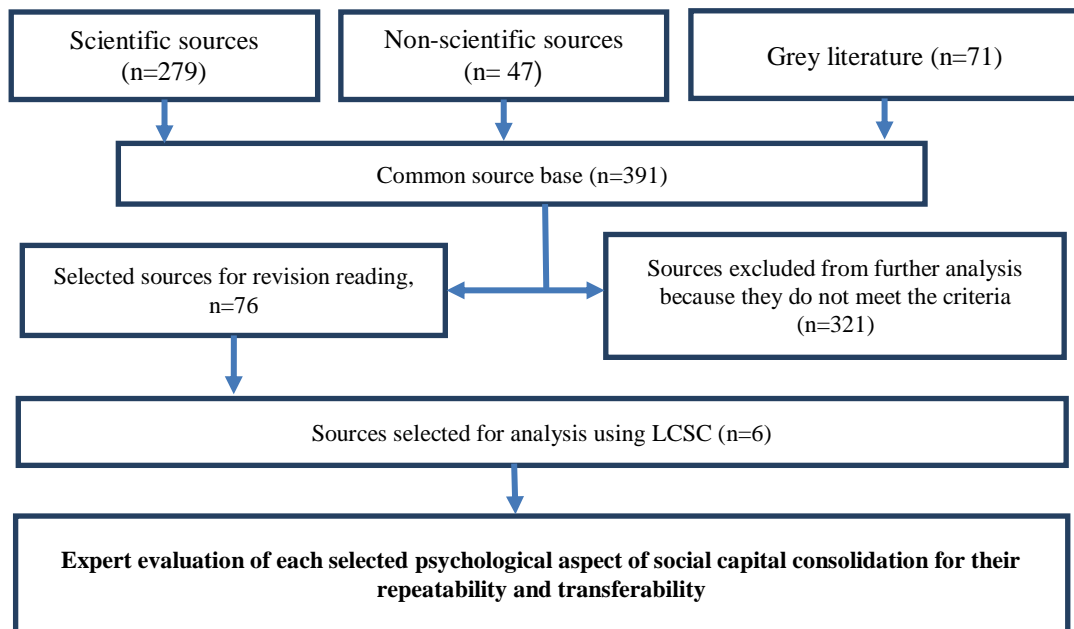 Scientific sources
(n=279)
Non-scientific sources
(n= 47)
Grey literature (n=71)
Common source base (n=391)
Selected sources for revision reading,
n=76
Sources excluded from further analysis
because they do not meet the criteria
(n=321)
Sources selected for analysis using LCSC (n=6)
Expert evaluation of each selected psychological aspect of social capital consolidation for their
repeatability and transferability